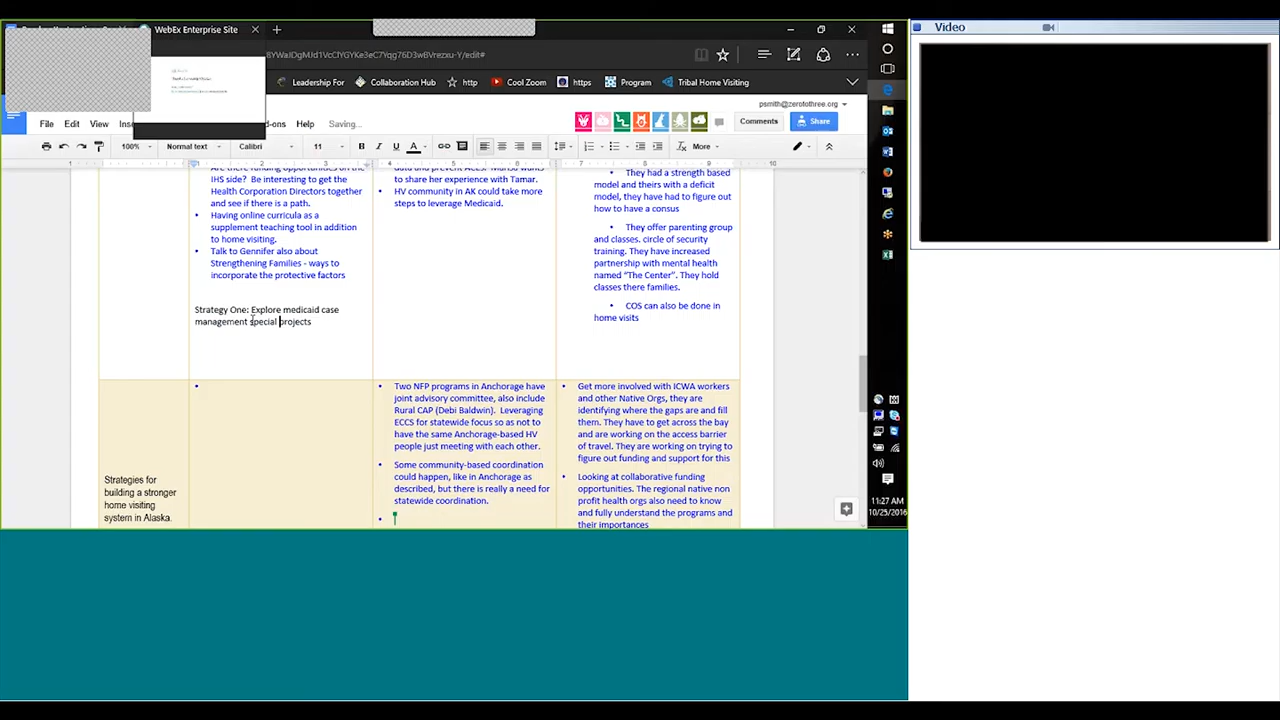 WebEx Enterprise Site
Video
Leadership For
Collaboration Hub
http
Cool Zoom
https
Program
Tribal Home Visiting
psmith@zerotothree.org
File Edit View Help Saving...
Comments
Share
100% Normal text Calibri 11 More
IHS side? Be interesting to get the
Health Corporation Directors together
and see if there is a path.
Having online curricula as a
supplement teaching tool in addition
to home visiting.
Talk to Gennifer also about
Strengthening Families - ways to
incorporate the protective factors
Strategy One: Explore medicaid case
management special projects
to share her experience with Tamar.
HV community in AK could take more
steps to leverage Medicaid.
They had a strength based
model and theirs with a deficit
model, they have had to figure out
how to have a consus
They offer parenting group
and classes. circle of security
training. They have increased
partnership with mental health
named "The Center". They hold
classes there families.
COS can also be done in
home visits
Strategies for
building a stronger
home visiting
system in Alaska.
Two NFP programs in Anchorage have
joint advisory committee, also include
Rural CAP (Debi Baldwin). Leveraging
ECCS for statewide focus so as not to
have the same Anchorage-based HV
people just meeting with each other.
Some community-based coordination
could happen, like in Anchorage as
described, but there is really a need for
statewide coordination.
Get more involved with ICWA workers
and other Native Orgs, they are
identifying where the gaps are and fill
them. They have to get across the bay
and are working on the access barrier
of travel. They are working on trying to
figure out funding and support for this
Looking at collaborative funding
opportunities. The regional native non
profit health orgs also need to know
and fully understand the programs and
their importances
11:27 AM
10/25/2016